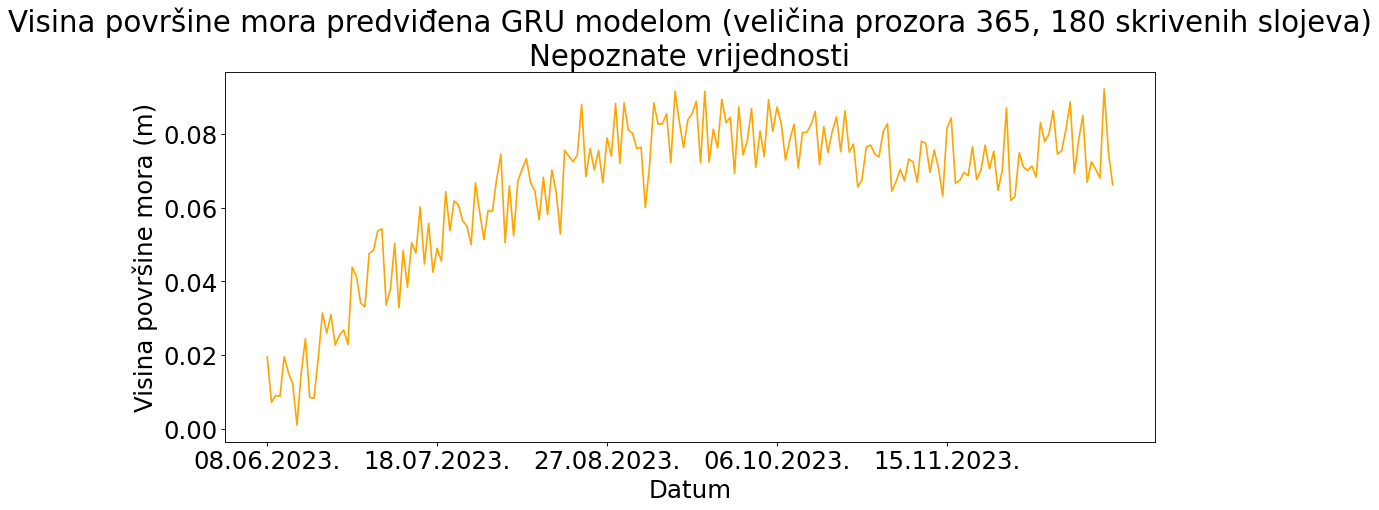 Visina površine mora predviđena GRU modelom (veličina prozora 365, 180 skrivenih slojeva)
Nepoznate vrijednosti
Visina površine mora (m)
0.08
0.06
0.04
0.02
0.00
08.06.2023. 18.07.2023. 27.08.2023. 06.10.2023. 15.11.2023.
Datum